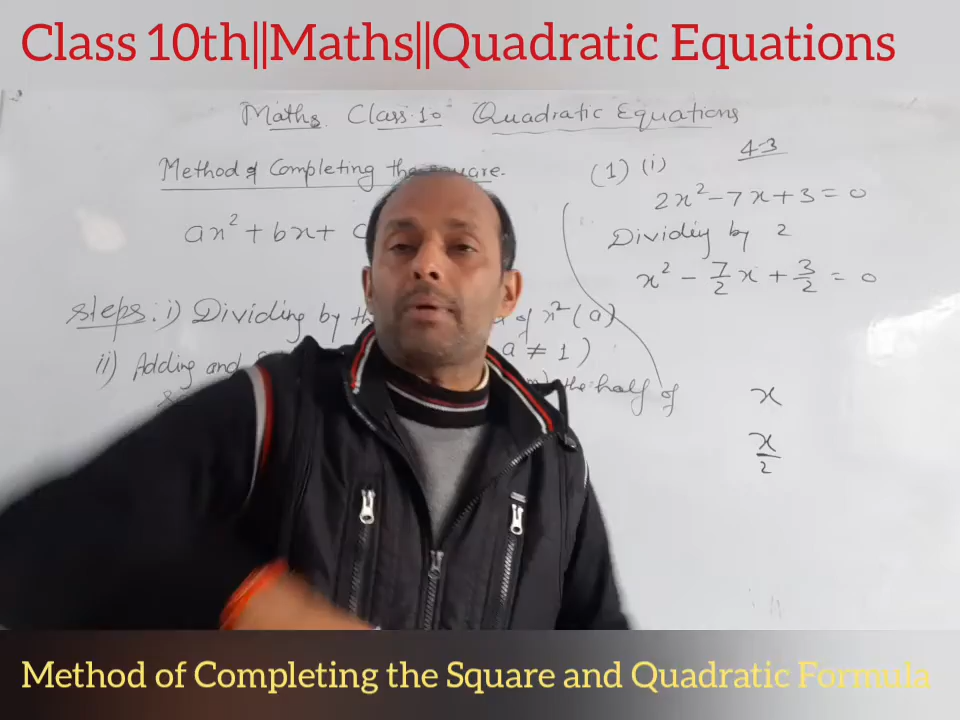 Class 10th||Maths||Quadratic Equations
Maths Class 10 Quadratic Equations
Method of Completing the square.
ax² + bx +
steps: i) Dividing by th of x² (a)
a ≠ 1)
ii) Adding and the half of
(1) (i) 4.3
2x² - 7x + 3 = 0
Dividing by 2
x² - 7/2 x + 3/2 = 0
x
x/2
Method of Completing the Square and Quadratic Formula